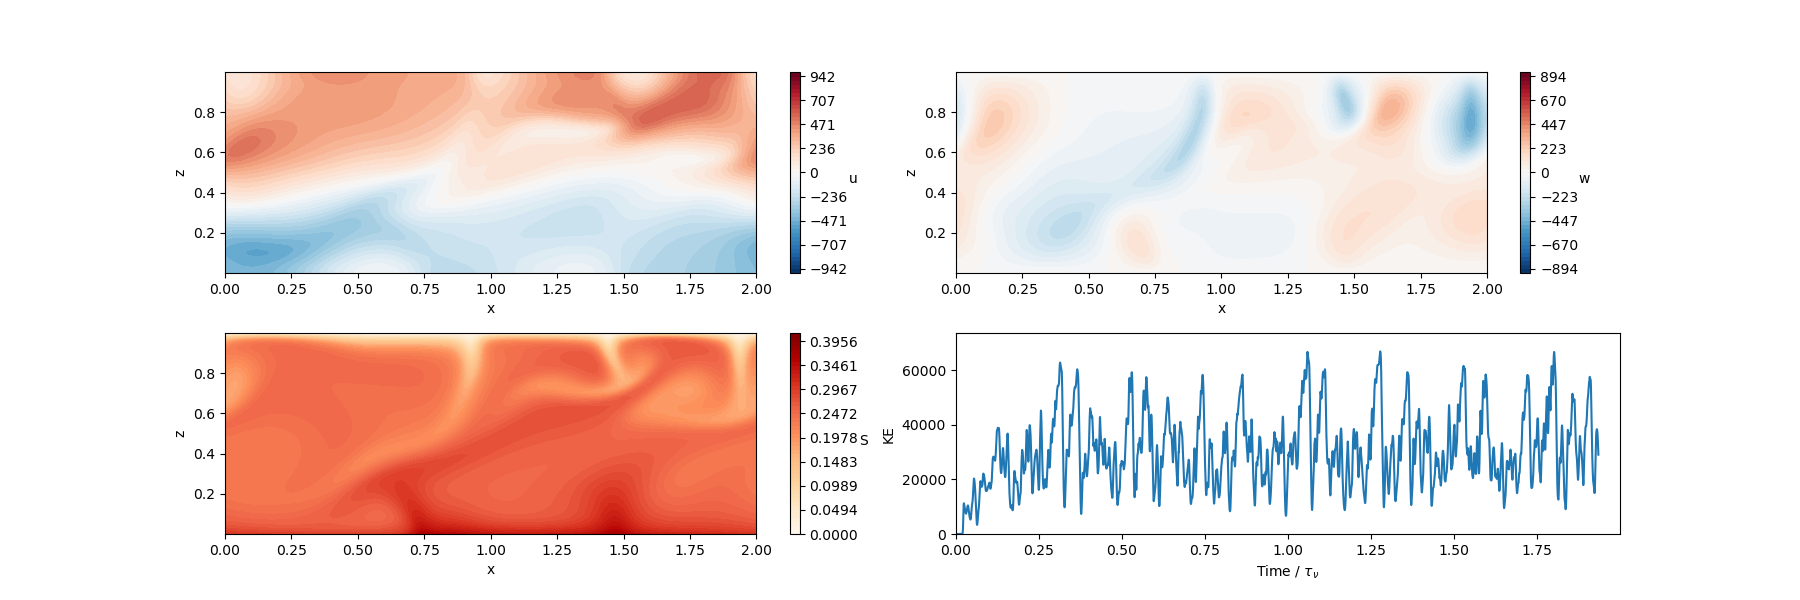 0.8
0.6
z
0.4
0.2
0.00 0.25 0.50 0.75 1.00 1.25 1.50 1.75 2.00
x
942
707
471
236
0
−236
−471
−707
−942
u
0.8
0.6
z
0.4
0.2
0.00 0.25 0.50 0.75 1.00 1.25 1.50 1.75 2.00
x
894
670
447
223
0
−223
−447
−670
−894
w
0.8
0.6
z
0.4
0.2
0.00 0.25 0.50 0.75 1.00 1.25 1.50 1.75 2.00
x
0.3956
0.3461
0.2967
0.2472
0.1978
0.1483
0.0989
0.0494
0.0000
S
60000
40000
KE
20000
0
0.00 0.25 0.50 0.75 1.00 1.25 1.50 1.75
Time / τν